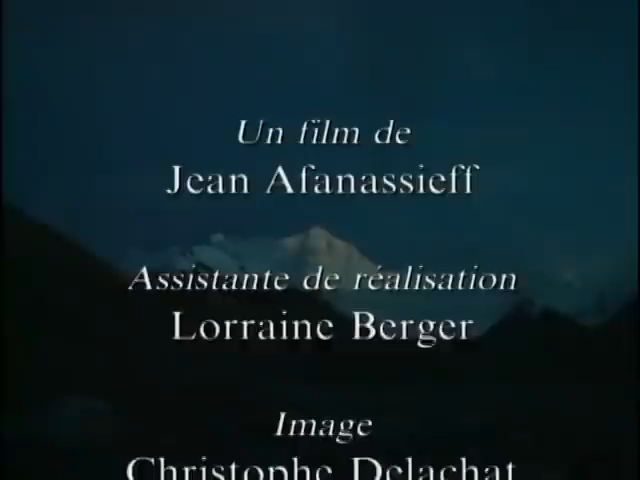 Un film de
Jean Afanassieff
Assistante de réalisation
Lorraine Berger
Image
Christophe Delachat